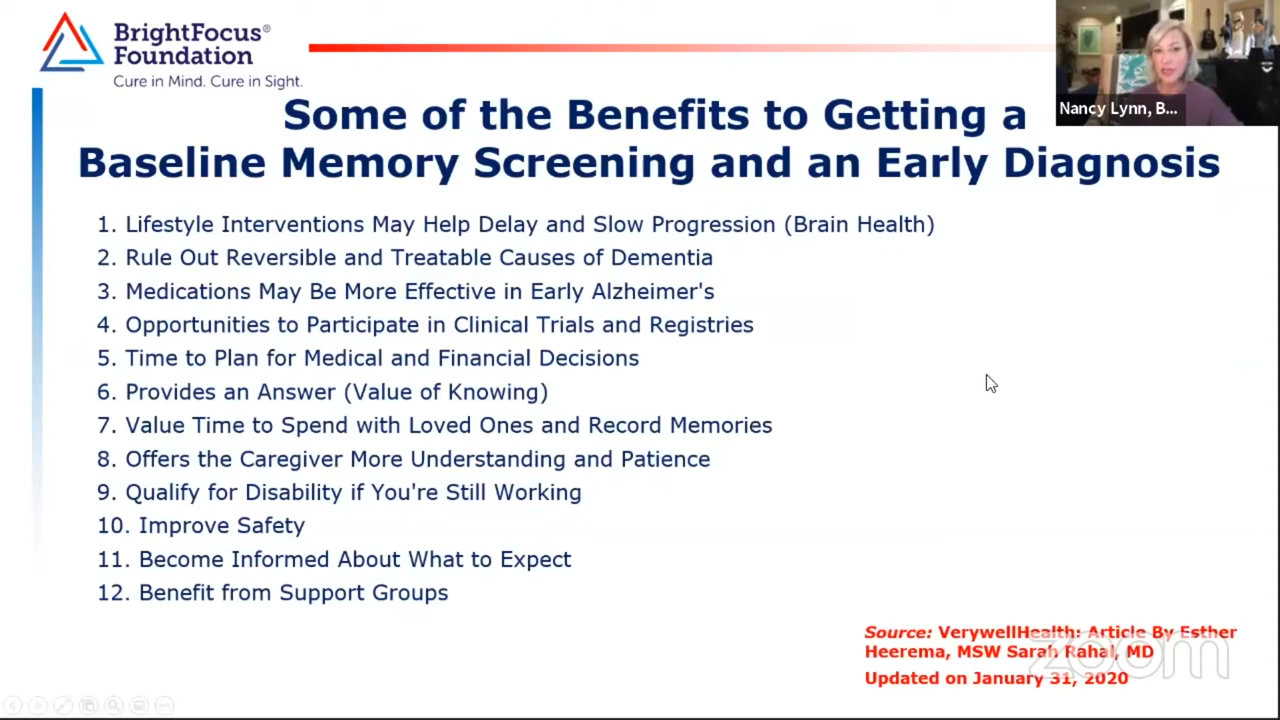 BrightFocus®
Foundation
Cure in Mind. Cure in Sight.
Nancy Lynn, B...
Some of the Benefits to Getting a
Baseline Memory Screening and an Early Diagnosis
1. Lifestyle Interventions May Help Delay and Slow Progression (Brain Health)
2. Rule Out Reversible and Treatable Causes of Dementia
3. Medications May Be More Effective in Early Alzheimer's
4. Opportunities to Participate in Clinical Trials and Registries
5. Time to Plan for Medical and Financial Decisions
6. Provides an Answer (Value of Knowing)
7. Value Time to Spend with Loved Ones and Record Memories
8. Offers the Caregiver More Understanding and Patience
9. Qualify for Disability if You're Still Working
10. Improve Safety
11. Become Informed About What to Expect
12. Benefit from Support Groups
Source: VerywellHealth: Article By Esther
Heerema, MSW Sarah Rahal, MD
Updated on January 31, 2020
zoom